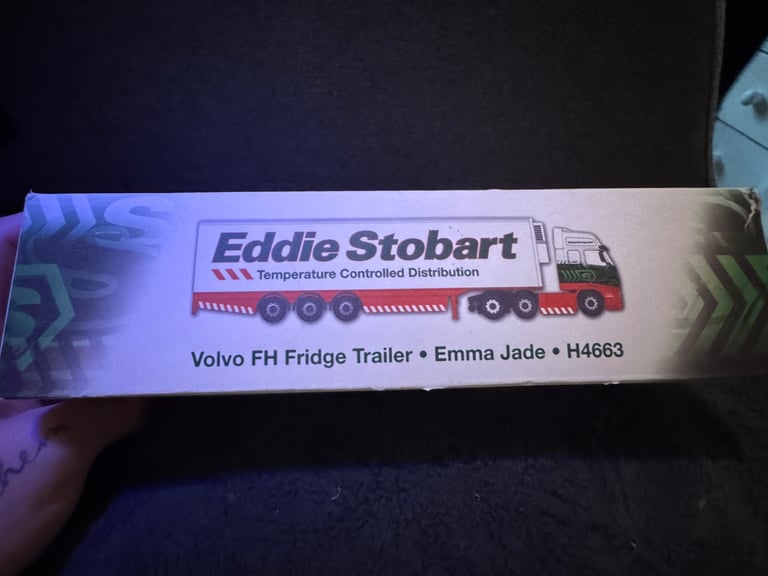 Eddie Stobart
Temperature Controlled Distribution
Volvo FH Fridge Trailer • Emma Jade • H4663